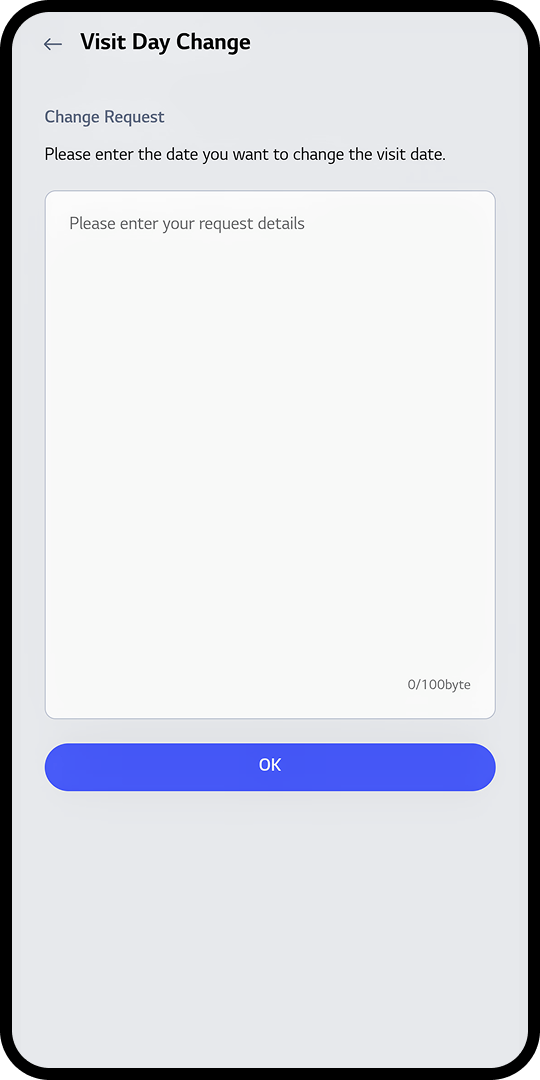 Visit Day Change
Change Request
Please enter the date you want to change the visit date.
Please enter your request details
0/100byte
OK